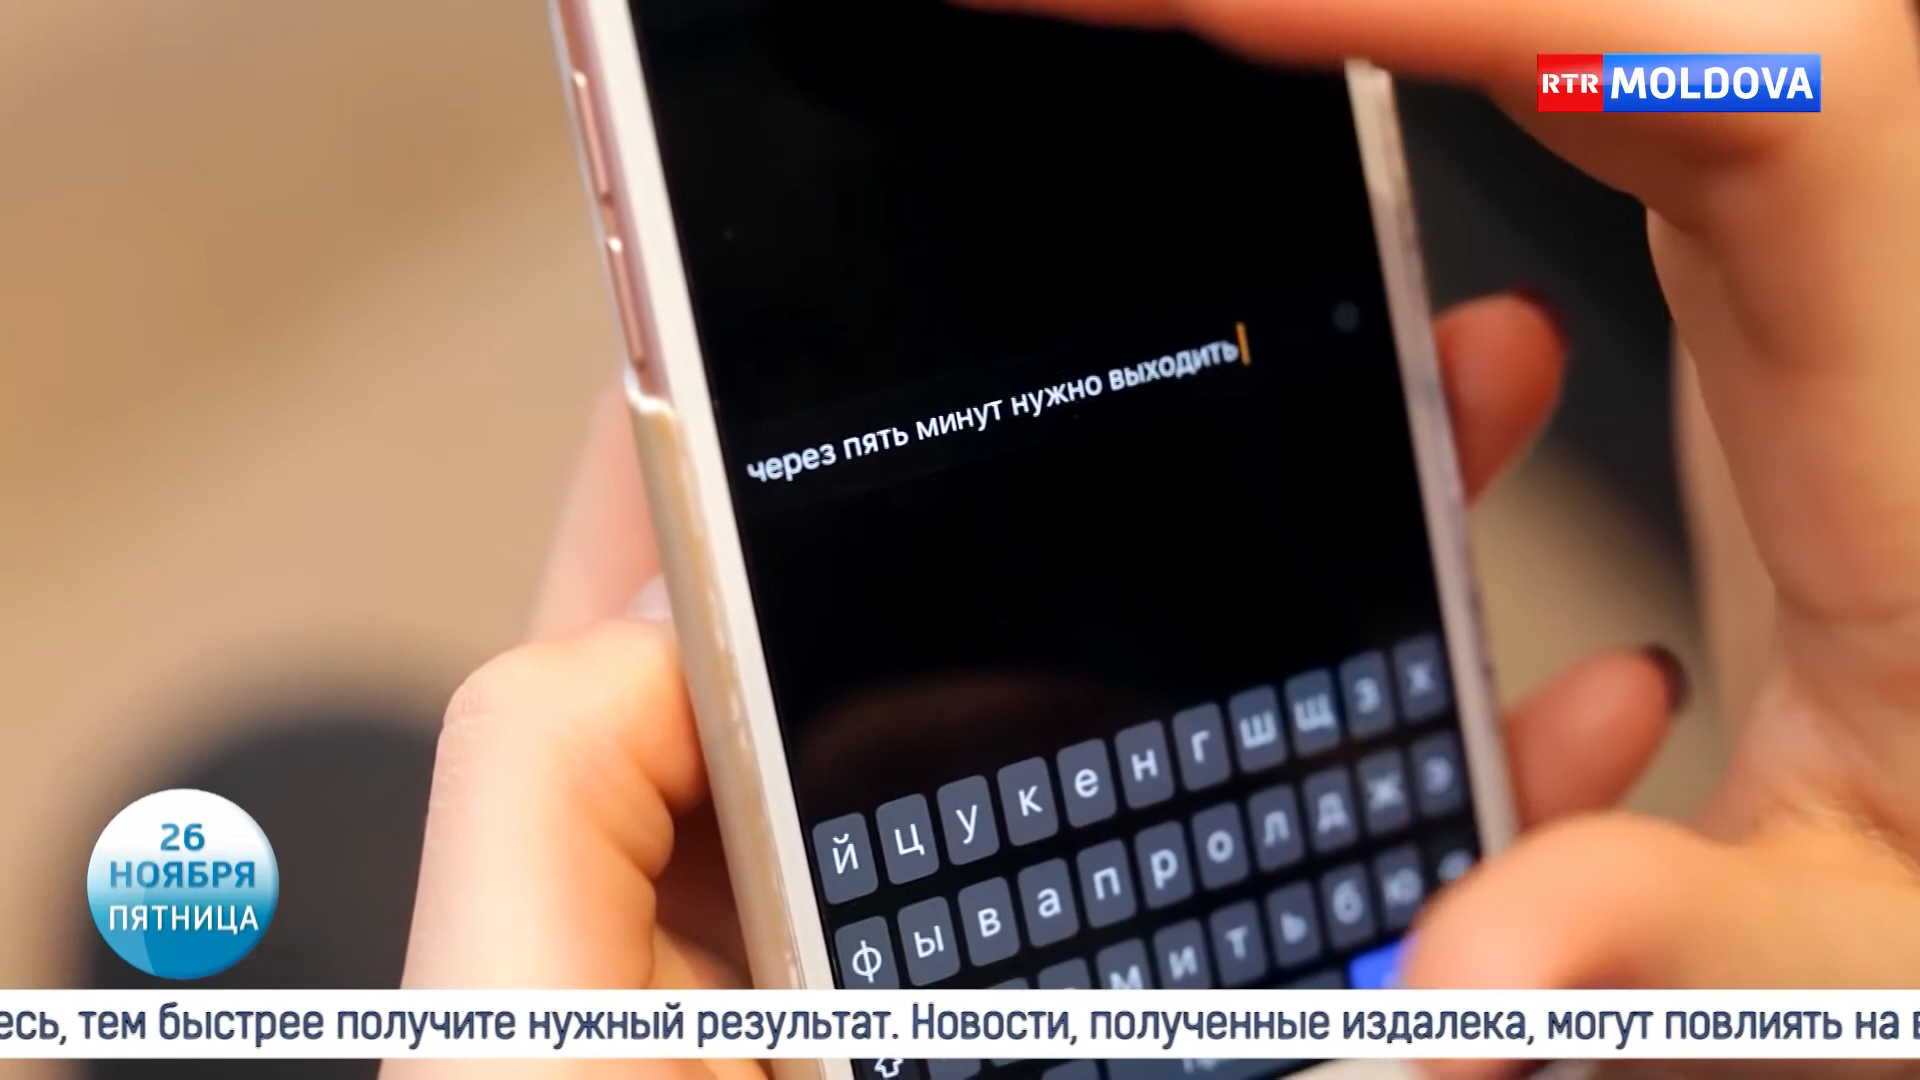 RTR MOLDOVA
через пять минут нужно выходить
й ц у к е н г ш щ з х
ф ы в а п р о л д ж э
м и т ь б ю
26
НОЯБРЯ
ПЯТНИЦА
есь, тем быстрее получите нужный результат. Новости, полученные издалека, могут повлиять на в